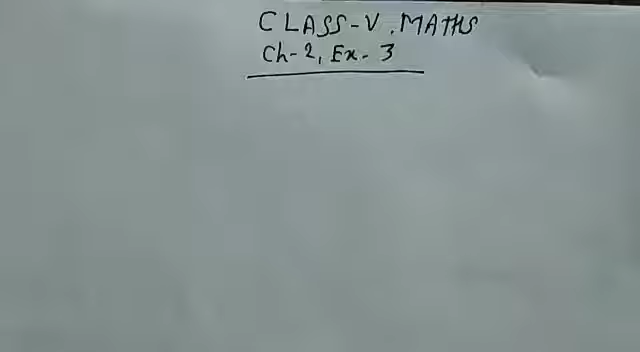 CLASS-V. MATHS
Ch-2, Ex- 3